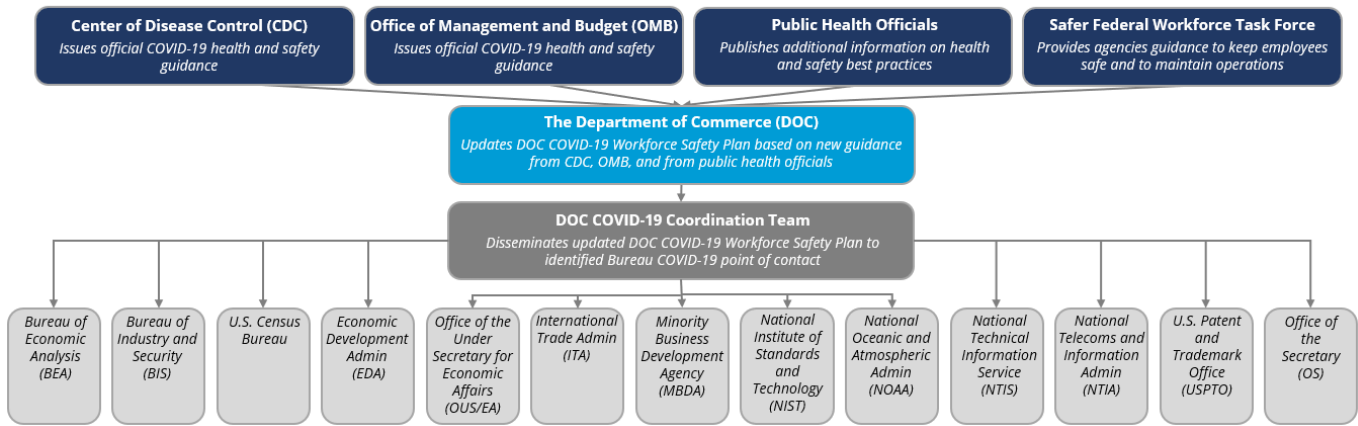 Center of Disease Control (CDC)
Issues official COVID-19 health and safety
guidance
Office of Management and Budget (OMB)
Issues official COVID-19 health and safety
guidance
Public Health Officials
Publishes additional information on health
and safety best practices
Safer Federal Workforce Task Force
Provides agencies guidance to keep employees
safe and to maintain operations
The Department of Commerce (DOC)
Updates DOC COVID-19 Workforce Safety Plan based on new guidance
from CDC, OMB, and from public health officials
DOC COVID-19 Coordination Team
Disseminates updated DOC COVID-19 Workforce Safety Plan to
identified Bureau COVID-19 point of contact
Bureau of
Economic
Analysis
(BEA)
Bureau of
Industry and
Security
(BIS)
U.S. Census
Bureau
Economic
Development
Admin
(EDA)
Office of the
Under
Secretary for
Economic
Affairs
(OUS/EA)
International
Trade Admin
(ITA)
Minority
Business
Development
Agency
(MBDA)
National
Institute of
Standards
and
Technology
(NIST)
National
Oceanic and
Atmospheric
Admin
(NOAA)
National
Technical
Information
Service
(NTIS)
National
Telecoms and
Information
Admin
(NTIA)
U.S. Patent
and
Trademark
Office
(USPTO)
Office of
the
Secretary
(OS)